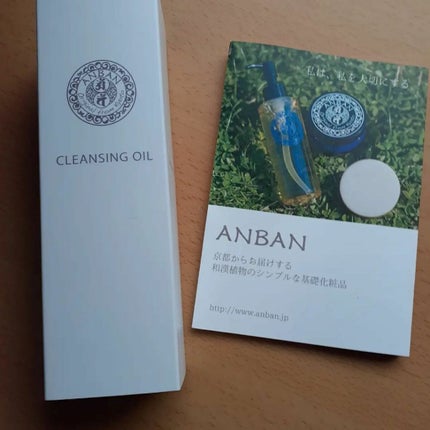 ANBAN
CLEANSING OIL
私は、私を大切にする
ANBAN
京都からお届けする
和漢植物のシンプルな基礎化粧品
http://www.anban.jp